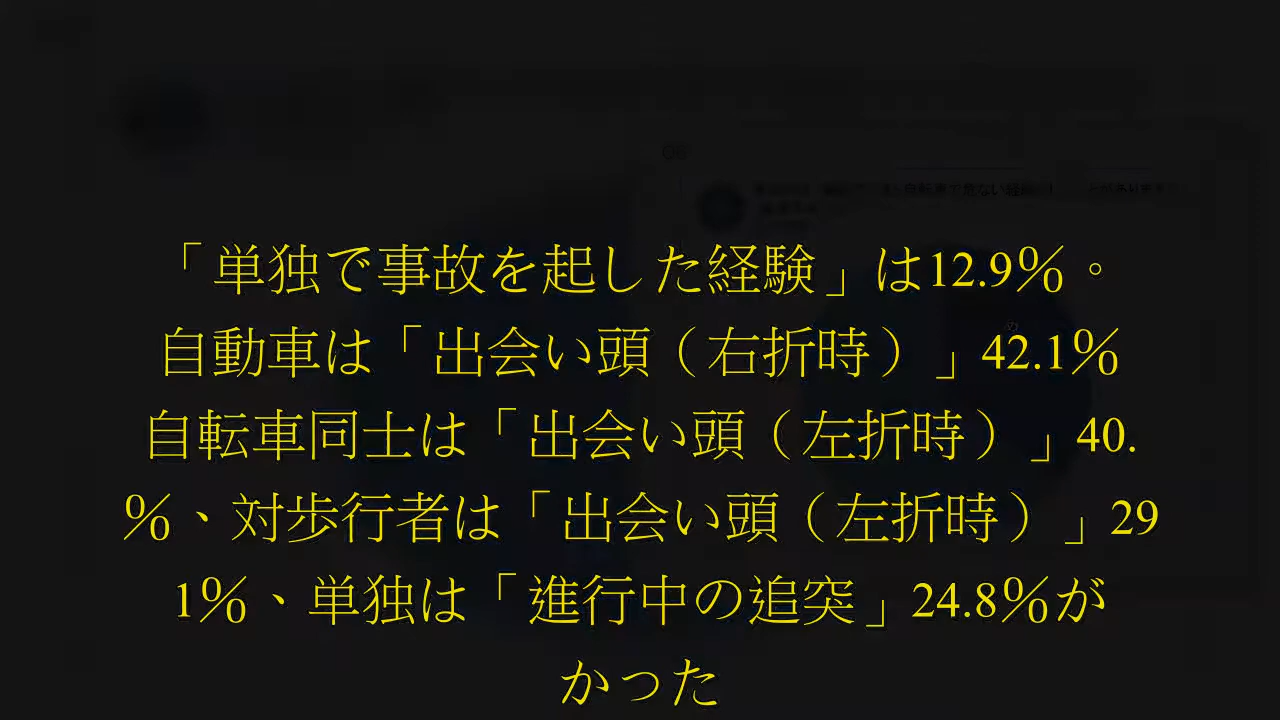 「単独で事故を起した経験」は12.9％。
自動車は「出会い頭（右折時）」42.1％
自転車同士は「出会い頭（左折時）」40.
％、対歩行者は「出会い頭（左折時）」29
1％、単独は「進行中の追突」24.8％が
かった